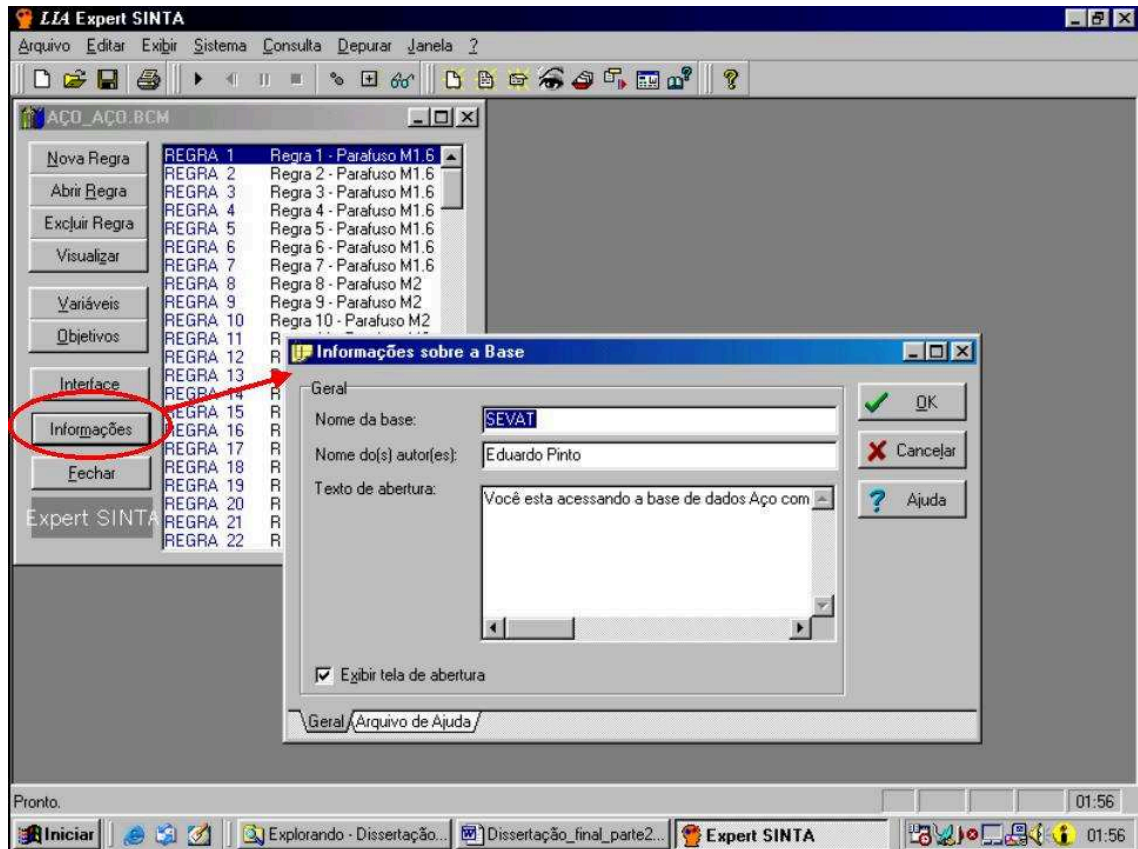 LIA Expert SINTA
Arquivo Editar Exibir Sistema Consulta Depurar Janela ?
AÇO_AÇO.BCM
Nova Regra
Abrir Regra
Excluir Regra
Visualizar
Variáveis
Objetivos
Interface
Informações
Fechar
Expert SINTA
REGRA 1 Regra 1 - Parafuso M1.6
REGRA 2 Regra 2 - Parafuso M1.6
REGRA 3 Regra 3 - Parafuso M1.6
REGRA 4 Regra 4 - Parafuso M1.6
REGRA 5 Regra 5 - Parafuso M1.6
REGRA 6 Regra 6 - Parafuso M1.6
REGRA 7 Regra 7 - Parafuso M1.6
REGRA 8 Regra 8 - Parafuso M2
REGRA 9 Regra 9 - Parafuso M2
REGRA 10 Regra 10 - Parafuso M2
REGRA 11 R
REGRA 12 R
REGRA 13
REGRA 14 R
REGRA 15 R
REGRA 16 R
REGRA 17 R
REGRA 18 R
REGRA 19 R
REGRA 20 R
REGRA 21 R
REGRA 22 R
Informações sobre a Base
Geral
Nome da base: SEVAT
Nome do(s) autor(es): Eduardo Pinto
Texto de abertura: Você esta acessando a base de dados Aço com
Exibir tela de abertura
OK
Cancelar
Ajuda
Geral Arquivo de Ajuda
Pronto. 01:56
Iniciar Explorando - Dissertação... Dissertação_final_parte2... Expert SINTA 01:56